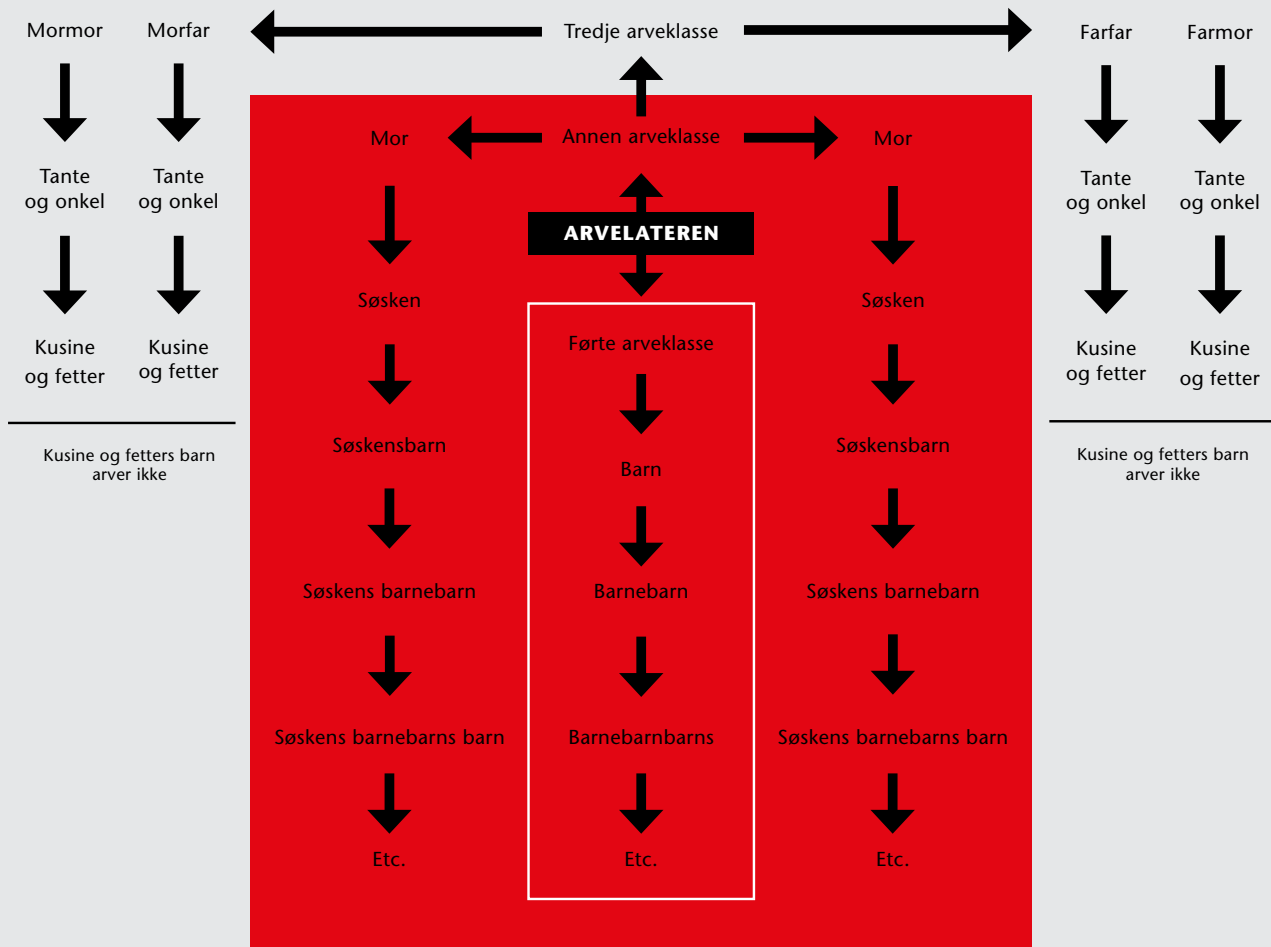 Mormor
Morfar
Tredje arveklasse
Farfar
Farmor
Mor
Annen arveklasse
Mor
Tante
og onkel
Tante
og onkel
Tante
og onkel
Tante
og onkel
ARVELATEREN
Søsken
Søsken
Førte arveklasse
Kusine
og fetter
Kusine
og fetter
Kusine
og fetter
Kusine
og fetter
Kusine og fetters barn
arver ikke
Søskensbarn
Barn
Søskensbarn
Kusine og fetters barn
arver ikke
Søskens barnebarn
Barnebarn
Søskens barnebarn
Søskens barnebarns barn
Barnebarnbarns
Søskens barnebarns barn
Etc.
Etc.
Etc.